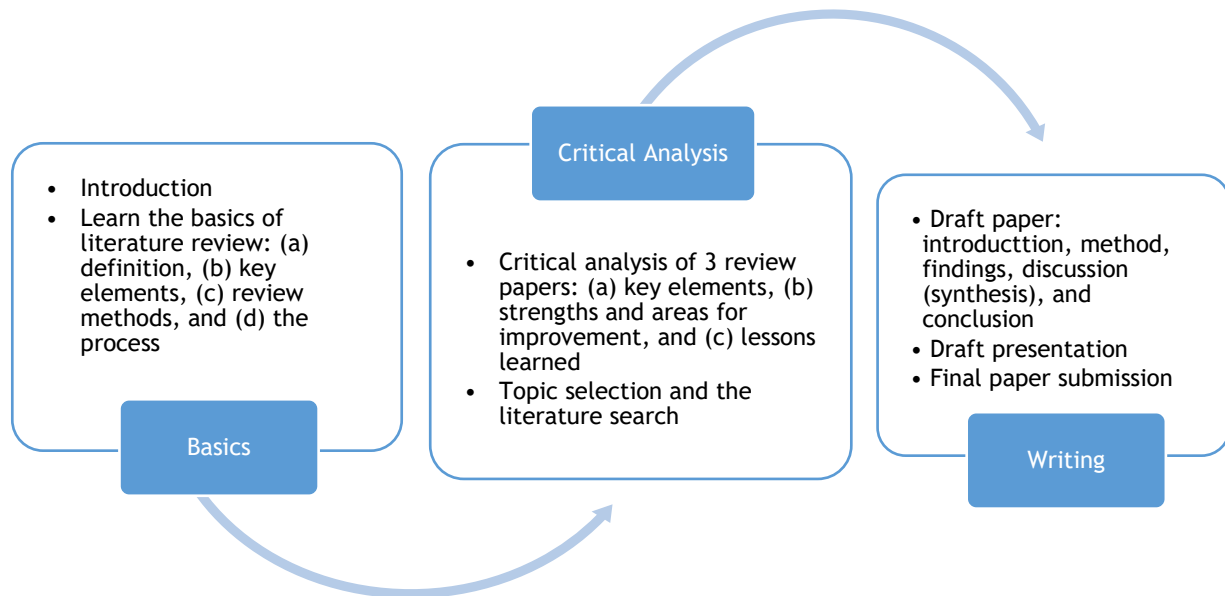 • Introduction
• Learn the basics of
literature review: (a)
definition, (b) key
elements, (c) review
methods, and (d) the
process
Basics
Critical Analysis
• Critical analysis of 3 review
papers: (a) key elements, (b)
strengths and areas for
improvement, and (c) lessons
learned
• Topic selection and the
literature search
• Draft paper:
introducttion, method,
findings, discussion
(synthesis), and
conclusion
• Draft presentation
• Final paper submission
Writing